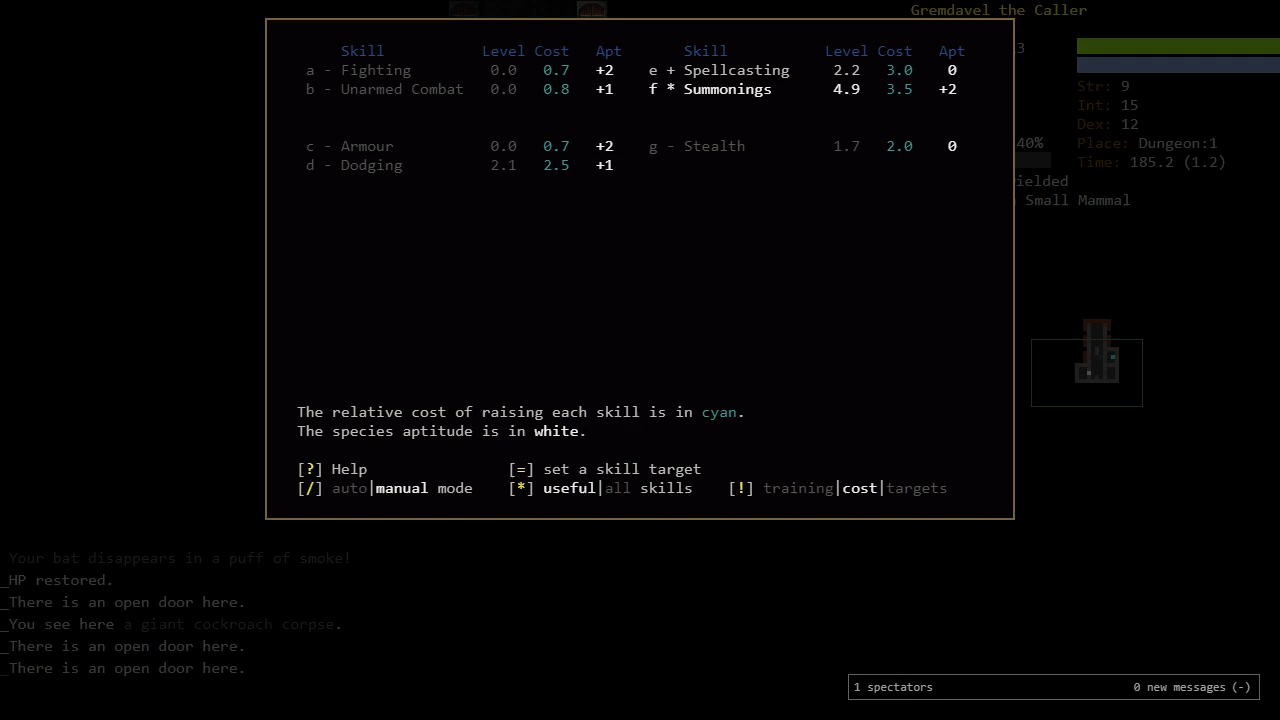 Gremdavel the Caller
Skill Level Cost Apt Skill Level Cost Apt
3
a - Fighting 0.0 0.7 +2 e + Spellcasting 2.2 3.0 0
b - Unarmed Combat 0.0 0.8 +1 f * Summonings 4.9 3.5 +2
Str: 9
Int: 15
Dex: 12
c - Armour 0.0 0.7 +2 g - Stealth 1.7 2.0 0
40% Place: Dungeon:1
d - Dodging 2.1 2.5 +1
Time: 185.2 (1.2)
ielded
Small Mammal
The relative cost of raising each skill is in cyan.
The species aptitude is in white.
[?] Help [=] set a skill target
[/] auto|manual mode [*] useful|all skills [!] training|cost|targets
Your bat disappears in a puff of smoke!
_HP restored.
_There is an open door here.
_You see here a giant cockroach corpse.
_There is an open door here.
_There is an open door here.
1 spectators 0 new messages (-)